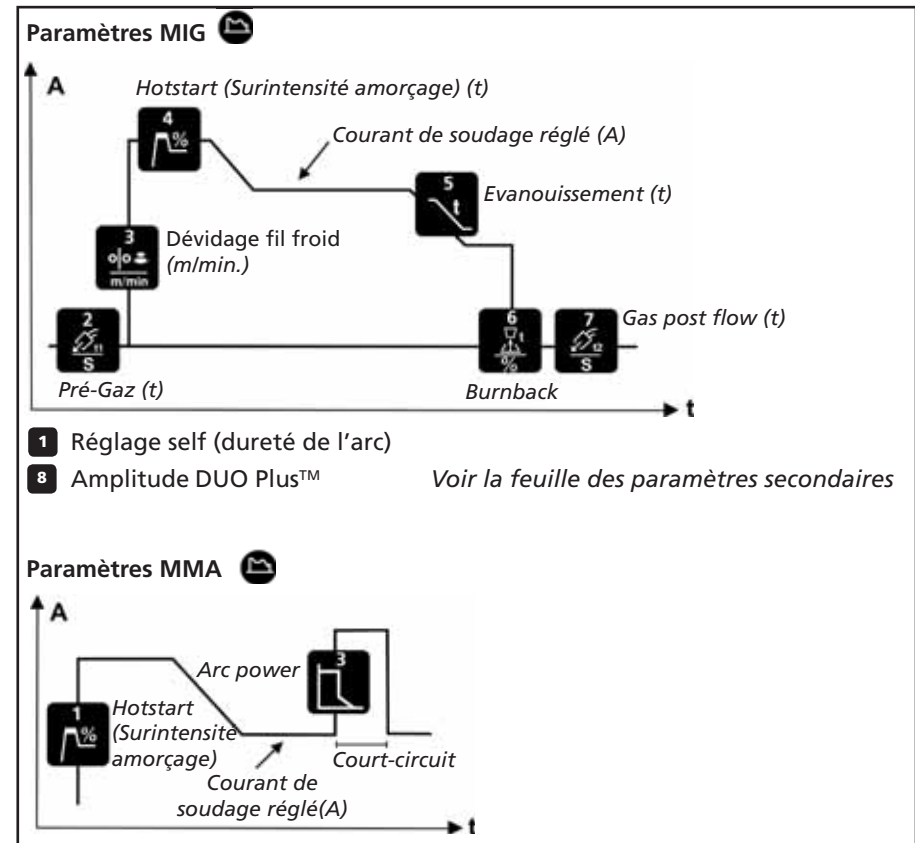 Paramètres MIG
A
Hotstart (Surintensité amorçage) (t)
4
%
Courant de soudage réglé (A)
5
t
Evanouissement (t)
3
m/min
Dévidage fil froid
(m/min.)
2
t1
S
6
t
%
7
t2
S
Gas post flow (t)
Pré-Gaz (t)
Burnback
t
1 Réglage self (dureté de l'arc)
8 Amplitude DUO Plus™ Voir la feuille des paramètres secondaires
Paramètres MMA
A
Arc power
3
1
%
Hotstart
(Surintensite
amorçage)
Court-circuit
Courant de
soudage réglé(A)
t